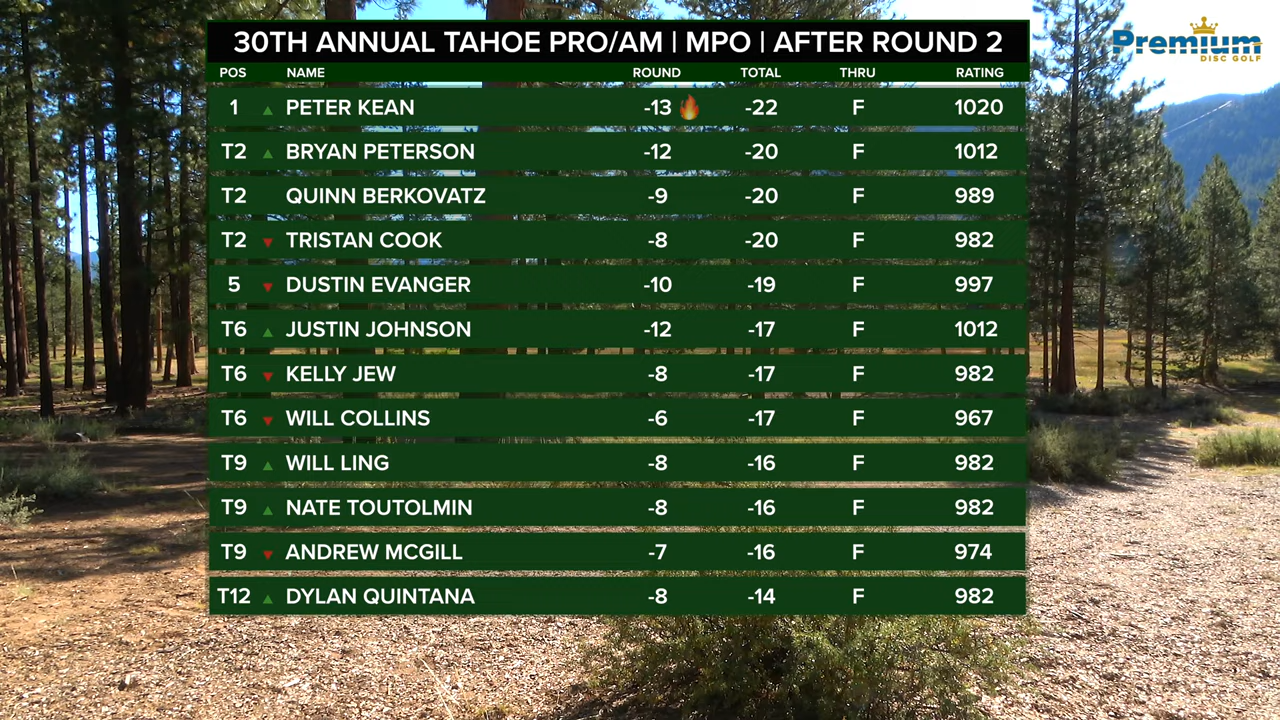 30TH ANNUAL TAHOE PRO/AM | MPO | AFTER ROUND 2
Premium
DISC GOLF
POS NAME ROUND TOTAL THRU RATING
1 PETER KEAN -13 -22 F 1020
T2 BRYAN PETERSON -12 -20 F 1012
T2 QUINN BERKOVATZ -9 -20 F 989
T2 TRISTAN COOK -8 -20 F 982
5 DUSTIN EVANGER -10 -19 F 997
T6 JUSTIN JOHNSON -12 -17 F 1012
T6 KELLY JEW -8 -17 F 982
T6 WILL COLLINS -6 -17 F 967
T9 WILL LING -8 -16 F 982
T9 NATE TOUTOLMIN -8 -16 F 982
T9 ANDREW MCGILL -7 -16 F 974
T12 DYLAN QUINTANA -8 -14 F 982